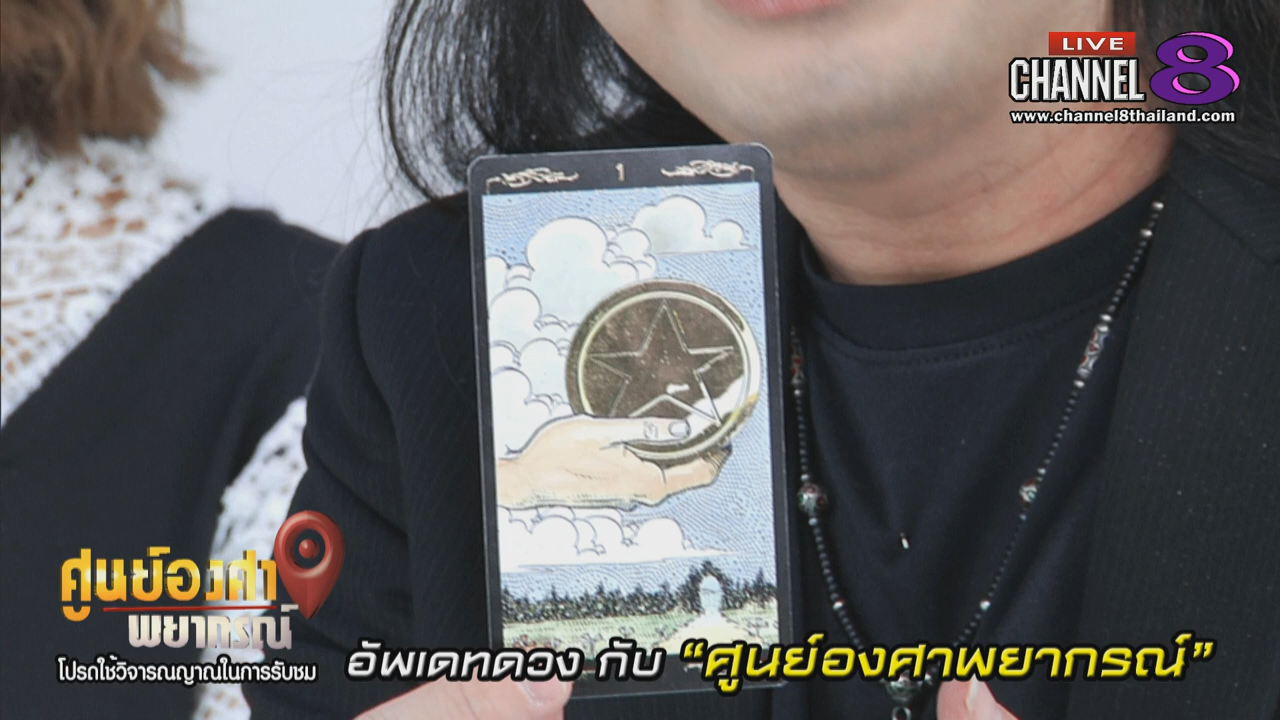 LIVE
CHANNEL 8
www.channel8thailand.com
1
ศูนย์องศา
พยากรณ์
โปรดใช้วิจารณญาณในการรับชม
อัพเดทดวง กับ “ศูนย์องศาพยากรณ์”